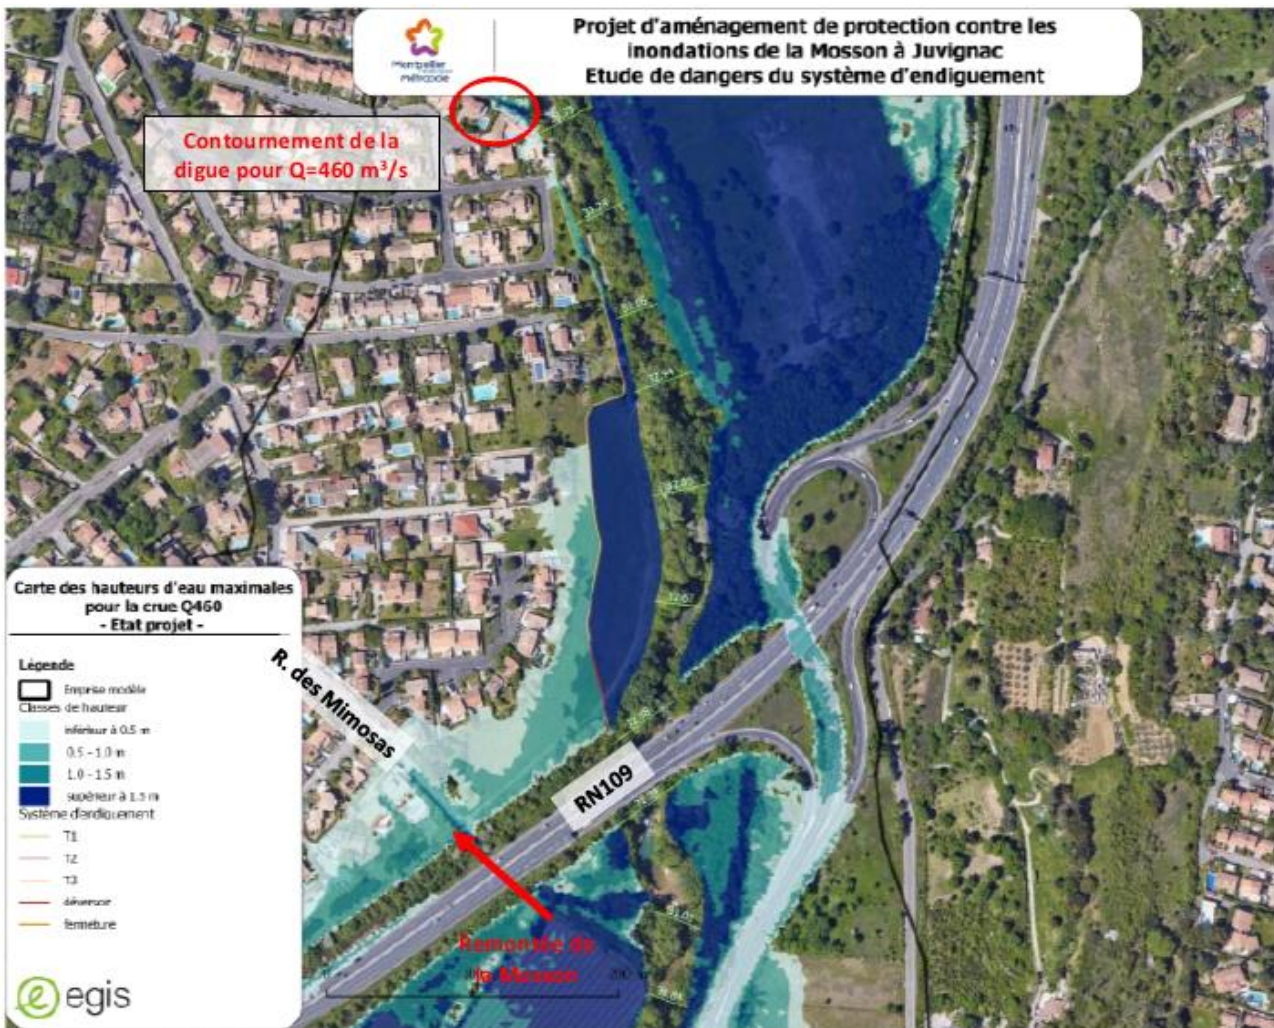 Montpellier
Méditerranée
Métropole
Projet d'aménagement de protection contre les
inondations de la Mosson à Juvignac
Etude de dangers du système d'endiguement
Contournement de la
digue pour Q=460 m³/s
Carte des hauteurs d'eau maximales
pour la crue Q460
- Etat projet -
Légende
Emprise modèle
Classes de hauteur
inférieur à 0.5 m
0.5 - 1.0 m
1.0 - 1.5 m
supérieur à 1.5 m
Système d'endiguement
T1
T2
T3
déversoir
fermeture
egis
R. des Mimosas
RN109
Remontée de
la Mosson